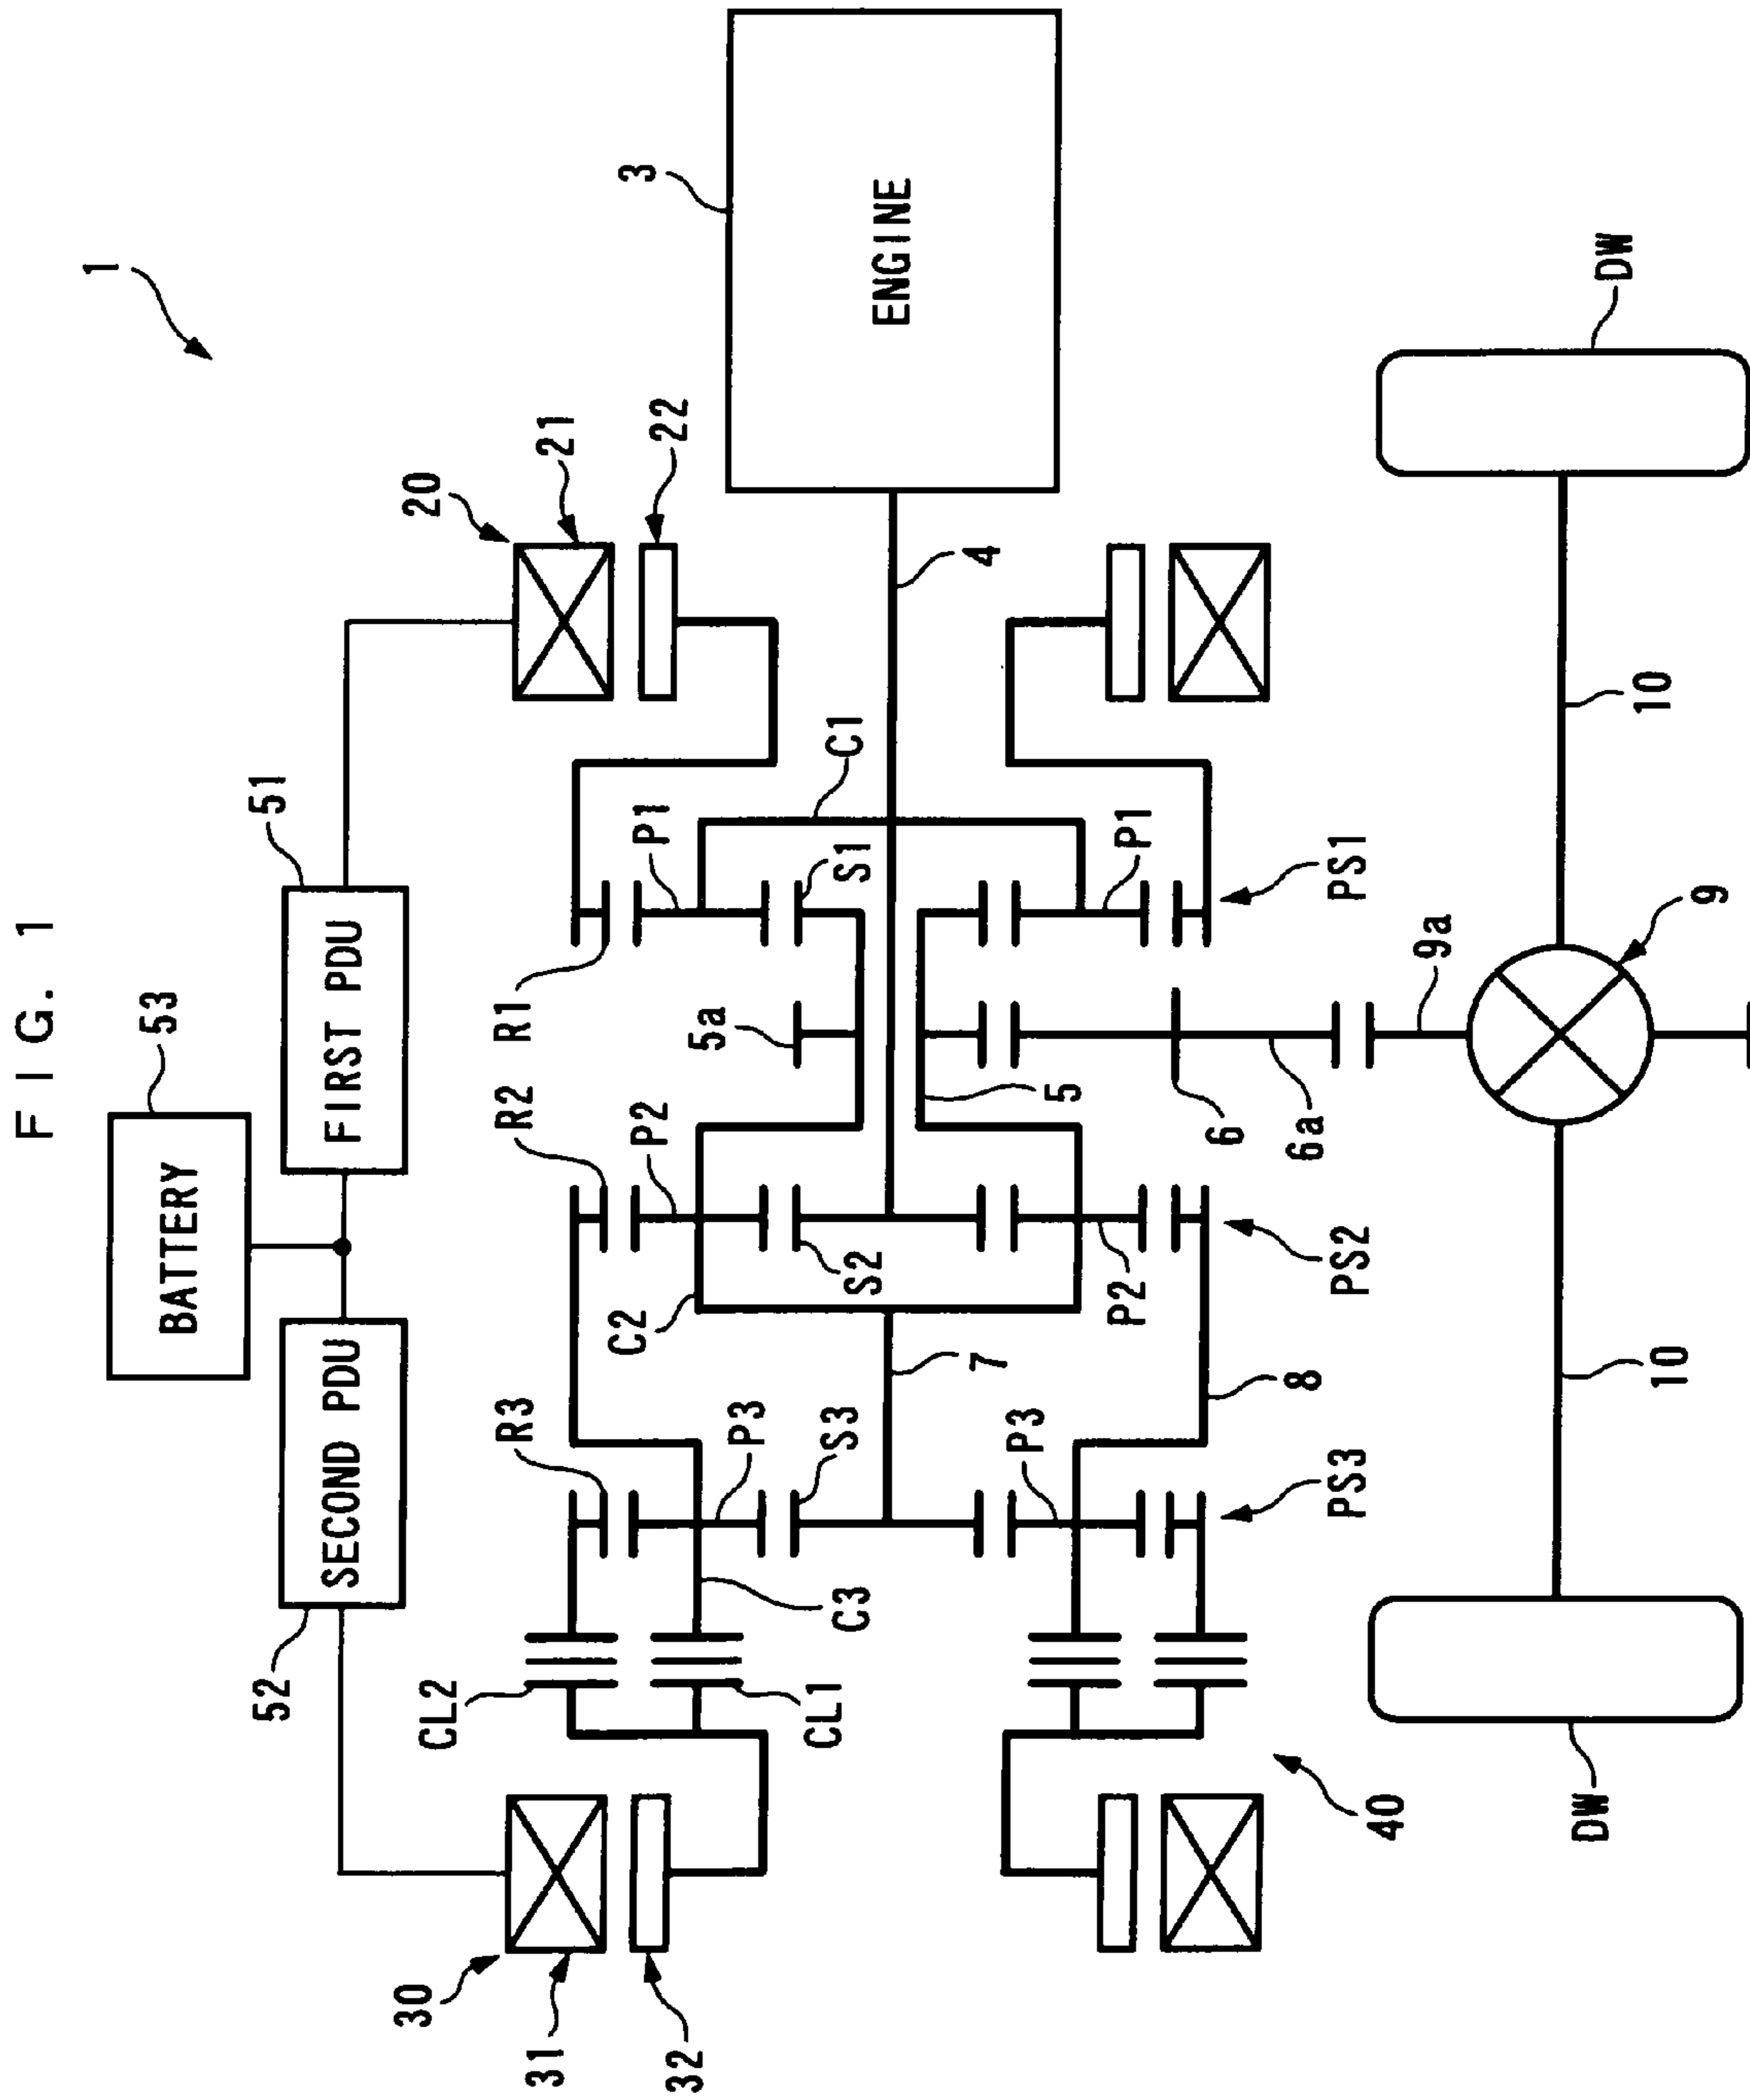 FIG. 1
1
BATTERY
53
SECOND PDU
52
FIRST PDU
51
30
31
32
20
21
22
CL2
R3
R2
R1
P3
P2
P1
CL1
C3
S3
C2
S2
5a
S1
C1
3
ENGINE
7
4
P3
5
P2
P1
40
8
6
PS3
PS2
6a
PS1
9a
DW
10
9
10
DW